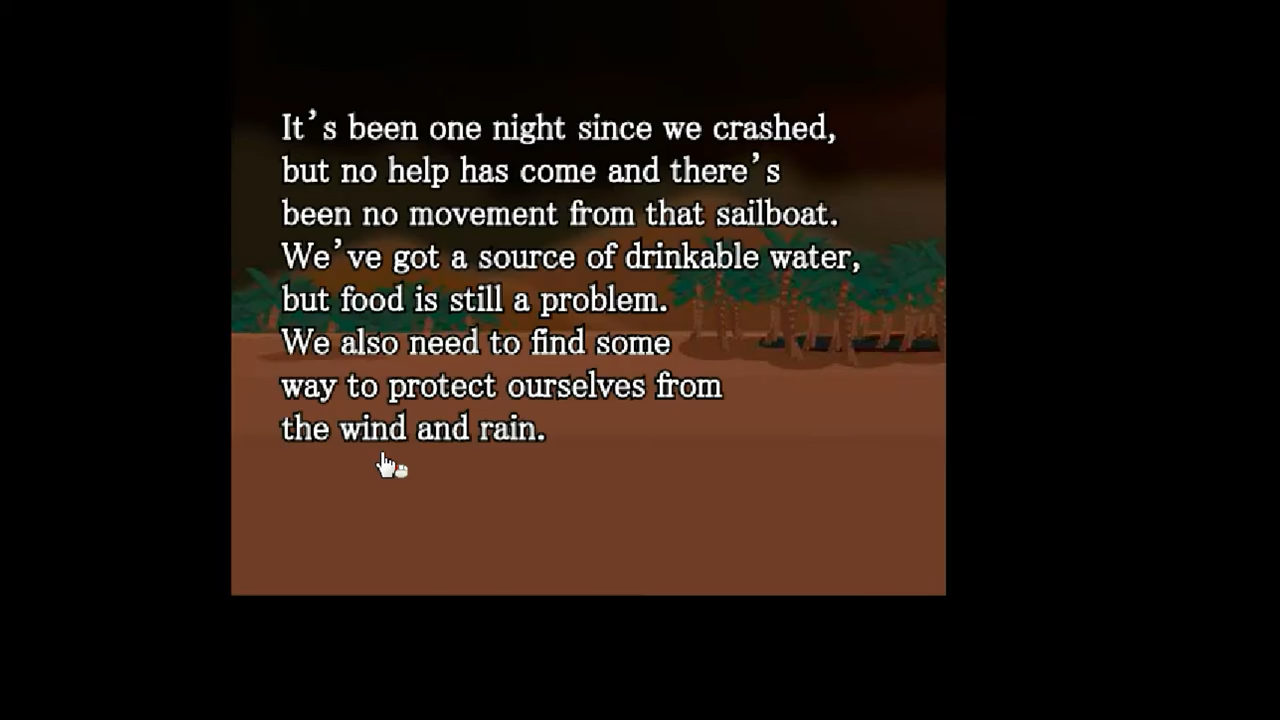 It's been one night since we crashed,
but no help has come and there's
been no movement from that sailboat.
We've got a source of drinkable water,
but food is still a problem.
We also need to find some
way to protect ourselves from
the wind and rain.